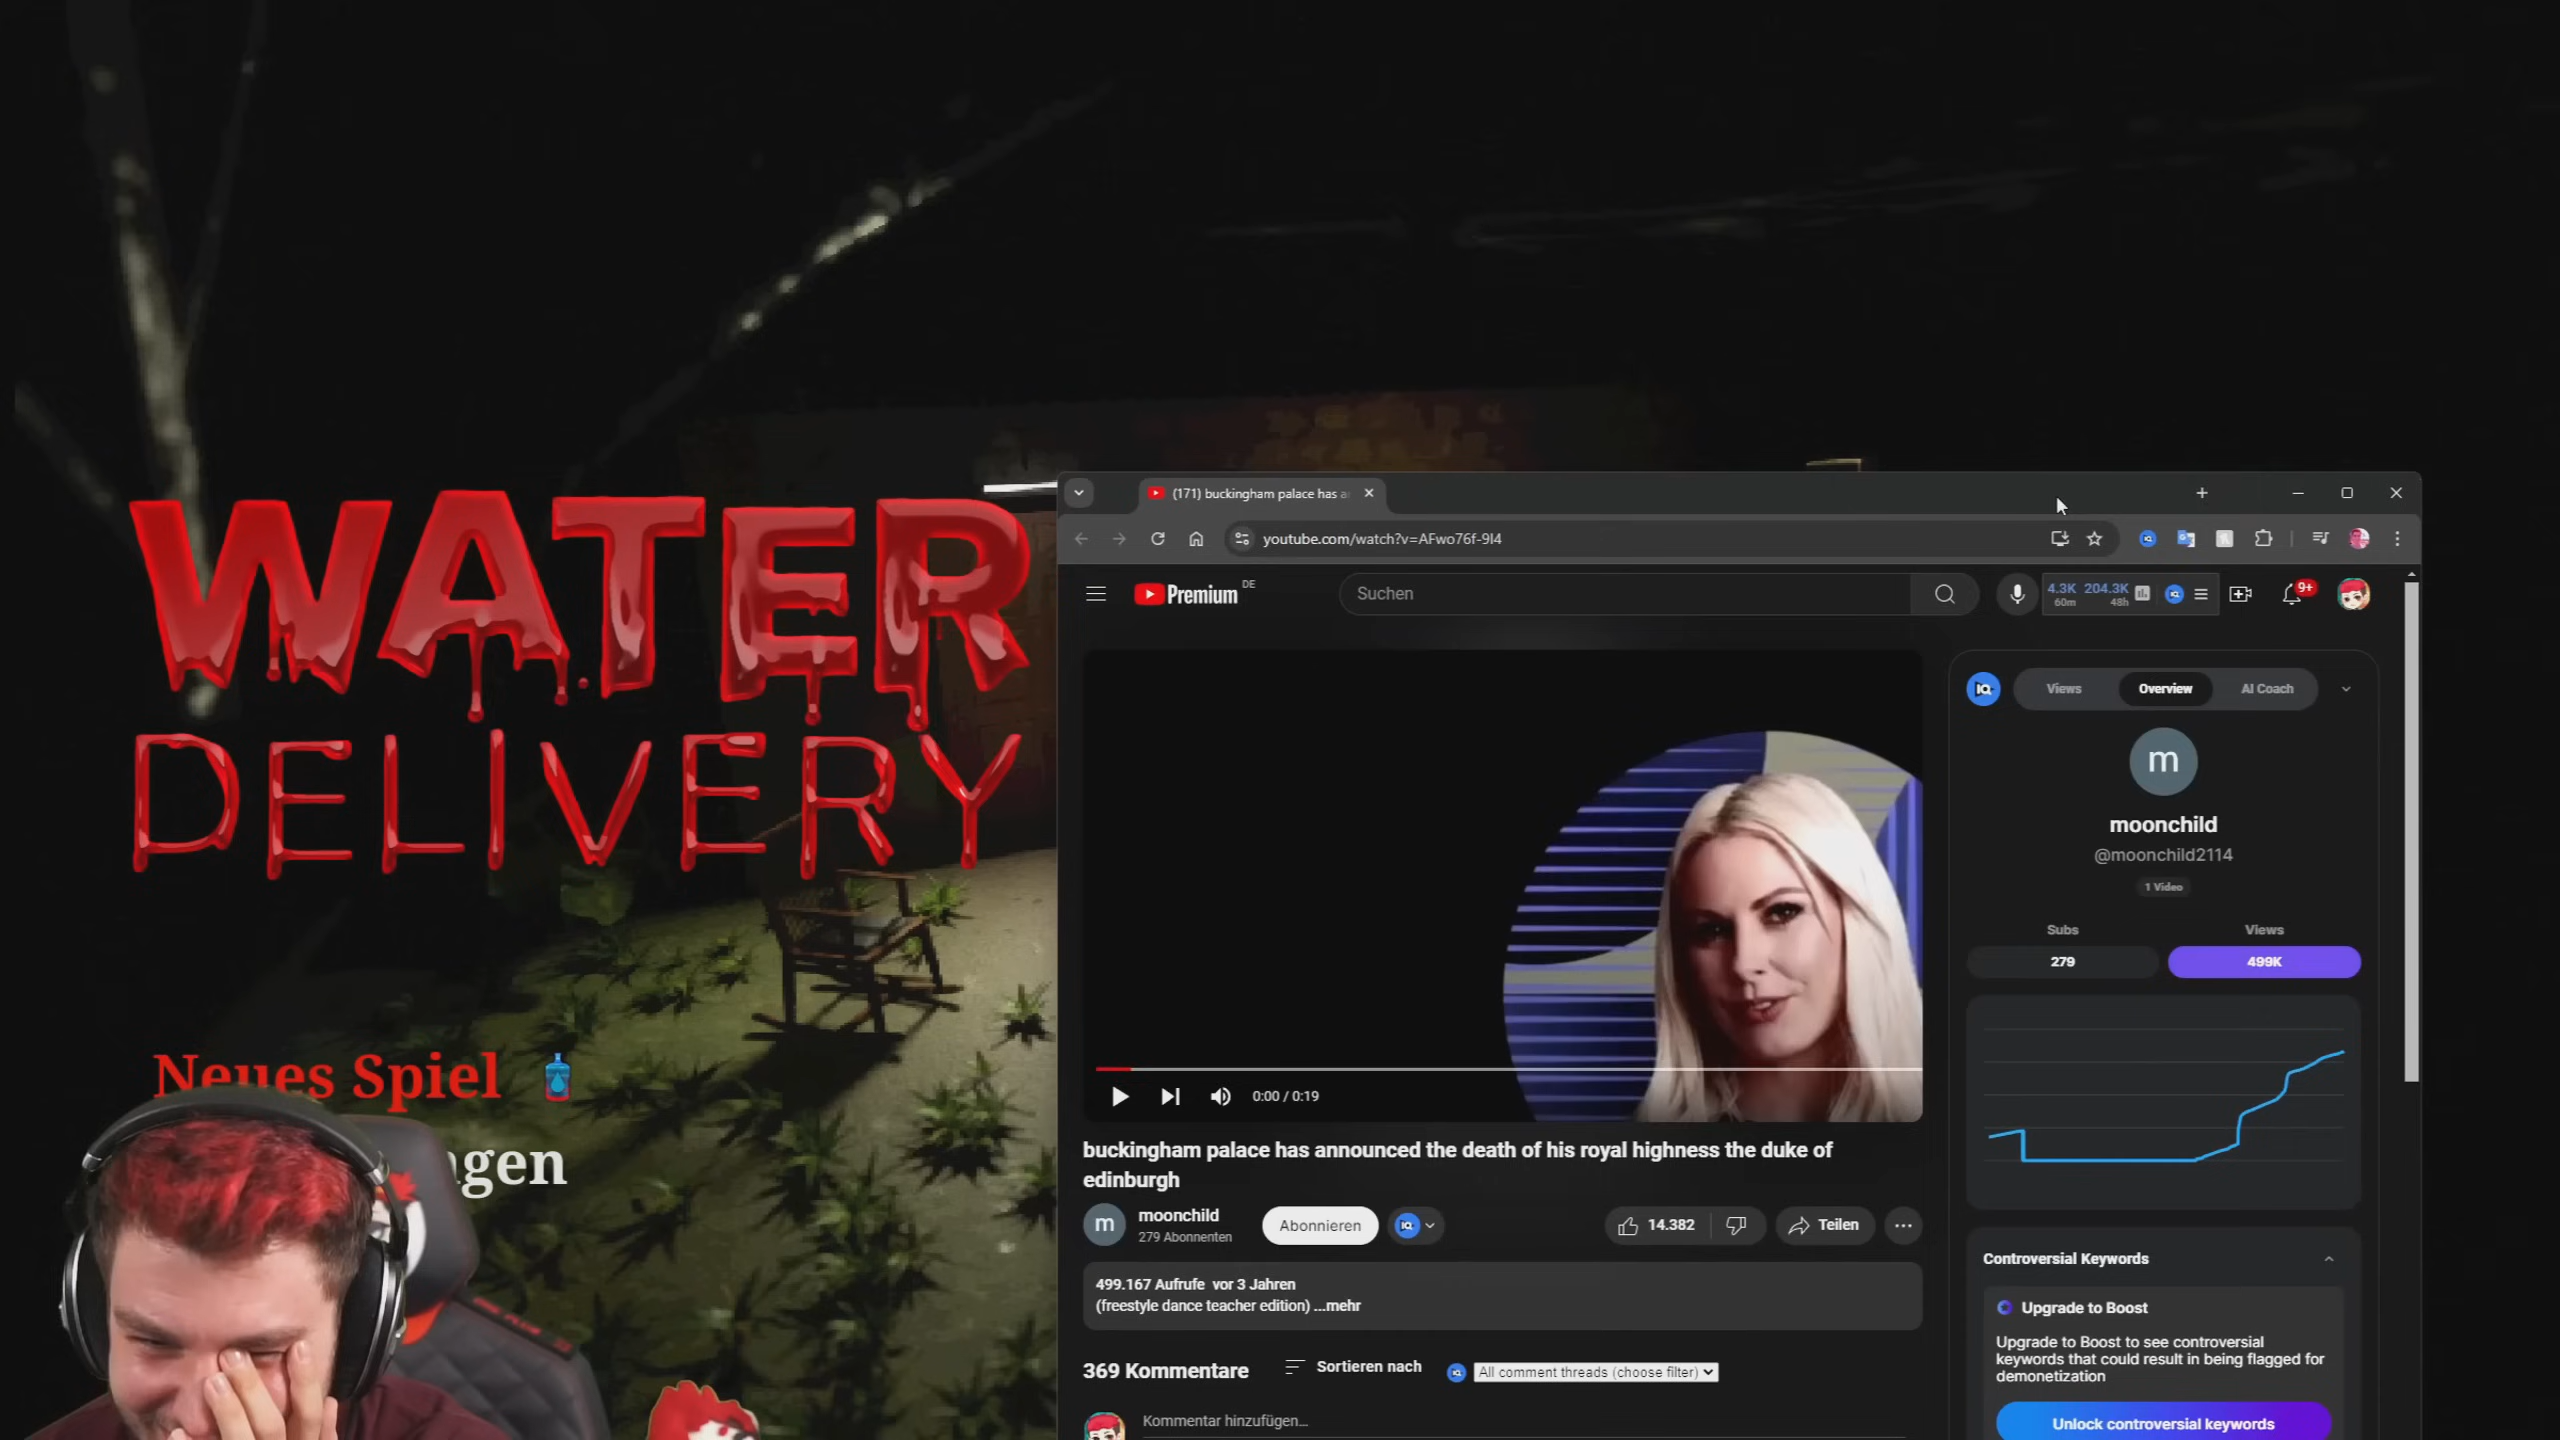 WATER
DELIVERY
Neues Spiel
gen
(171) buckingham palace has a
youtube.com/watch?v=AFwo76f-9I4
Premium DE
Suchen
4.3K 204.3K
60m 48h
9+
IQ
Views
Overview
AI Coach
m
moonchild
@moonchild2114
1 Video
Subs
Views
279
499K
0:00 / 0:19
buckingham palace has announced the death of his royal highness the duke of
edinburgh
m
moonchild
279 Abonnenten
Abonnieren
14.382
Teilen
499.167 Aufrufe vor 3 Jahren
(freestyle dance teacher edition) ...mehr
369 Kommentare
Sortieren nach
All comment threads (choose filter)
Kommentar hinzufügen...
Controversial Keywords
Upgrade to Boost
Upgrade to Boost to see controversial
keywords that could result in being flagged for
demonetization
Unlock controversial keywords